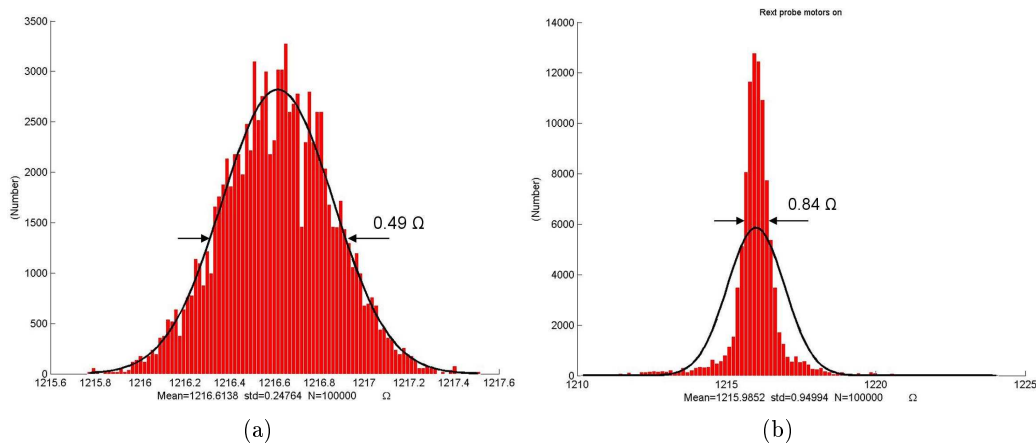 3500
3000
2500
2000
1500
1000
500
0
(Number)
0.49 Ω
1215.6 1215.8 1216 1216.2 1216.4 1216.6 1216.8 1217 1217.2 1217.4 1217.6
Mean=1216.6138 std=0.24764 N=100000 Ω
(a)
Rext probe motors on
14000
12000
10000
8000
6000
4000
2000
0
(Number)
0.84 Ω
1210 1215 1220 1225
Mean=1215.9852 std=0.94994 N=100000 Ω
(b)